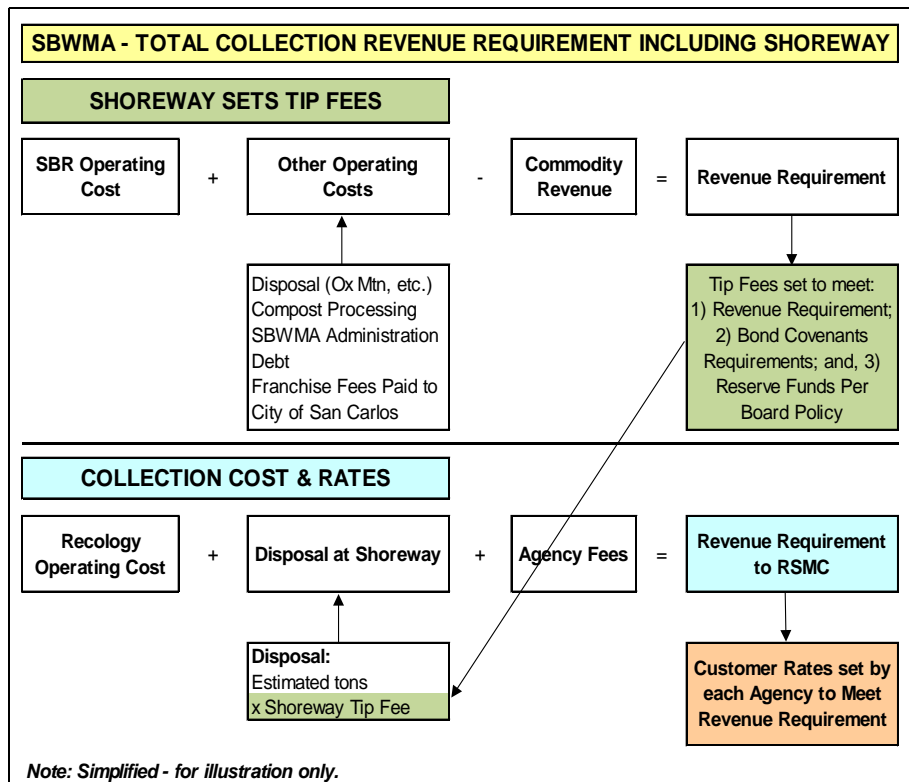 SBWMA - TOTAL COLLECTION REVENUE REQUIREMENT INCLUDING SHOREWAY
SHOREWAY SETS TIP FEES
SBR Operating
Cost
+
Other Operating
Costs
-
Commodity
Revenue
=
Revenue Requirement
Disposal (Ox Mtn, etc.)
Compost Processing
SBWMA Administration
Debt
Franchise Fees Paid to
City of San Carlos
Tip Fees set to meet:
1) Revenue Requirement;
2) Bond Covenants
Requirements; and, 3)
Reserve Funds Per
Board Policy
COLLECTION COST & RATES
Recology
Operating Cost
+
Disposal at Shoreway
+
Agency Fees
=
Revenue Requirement
to RSMC
Disposal:
Estimated tons
x Shoreway Tip Fee
Customer Rates set by
each Agency to Meet
Revenue Requirement
Note: Simplified - for illustration only.